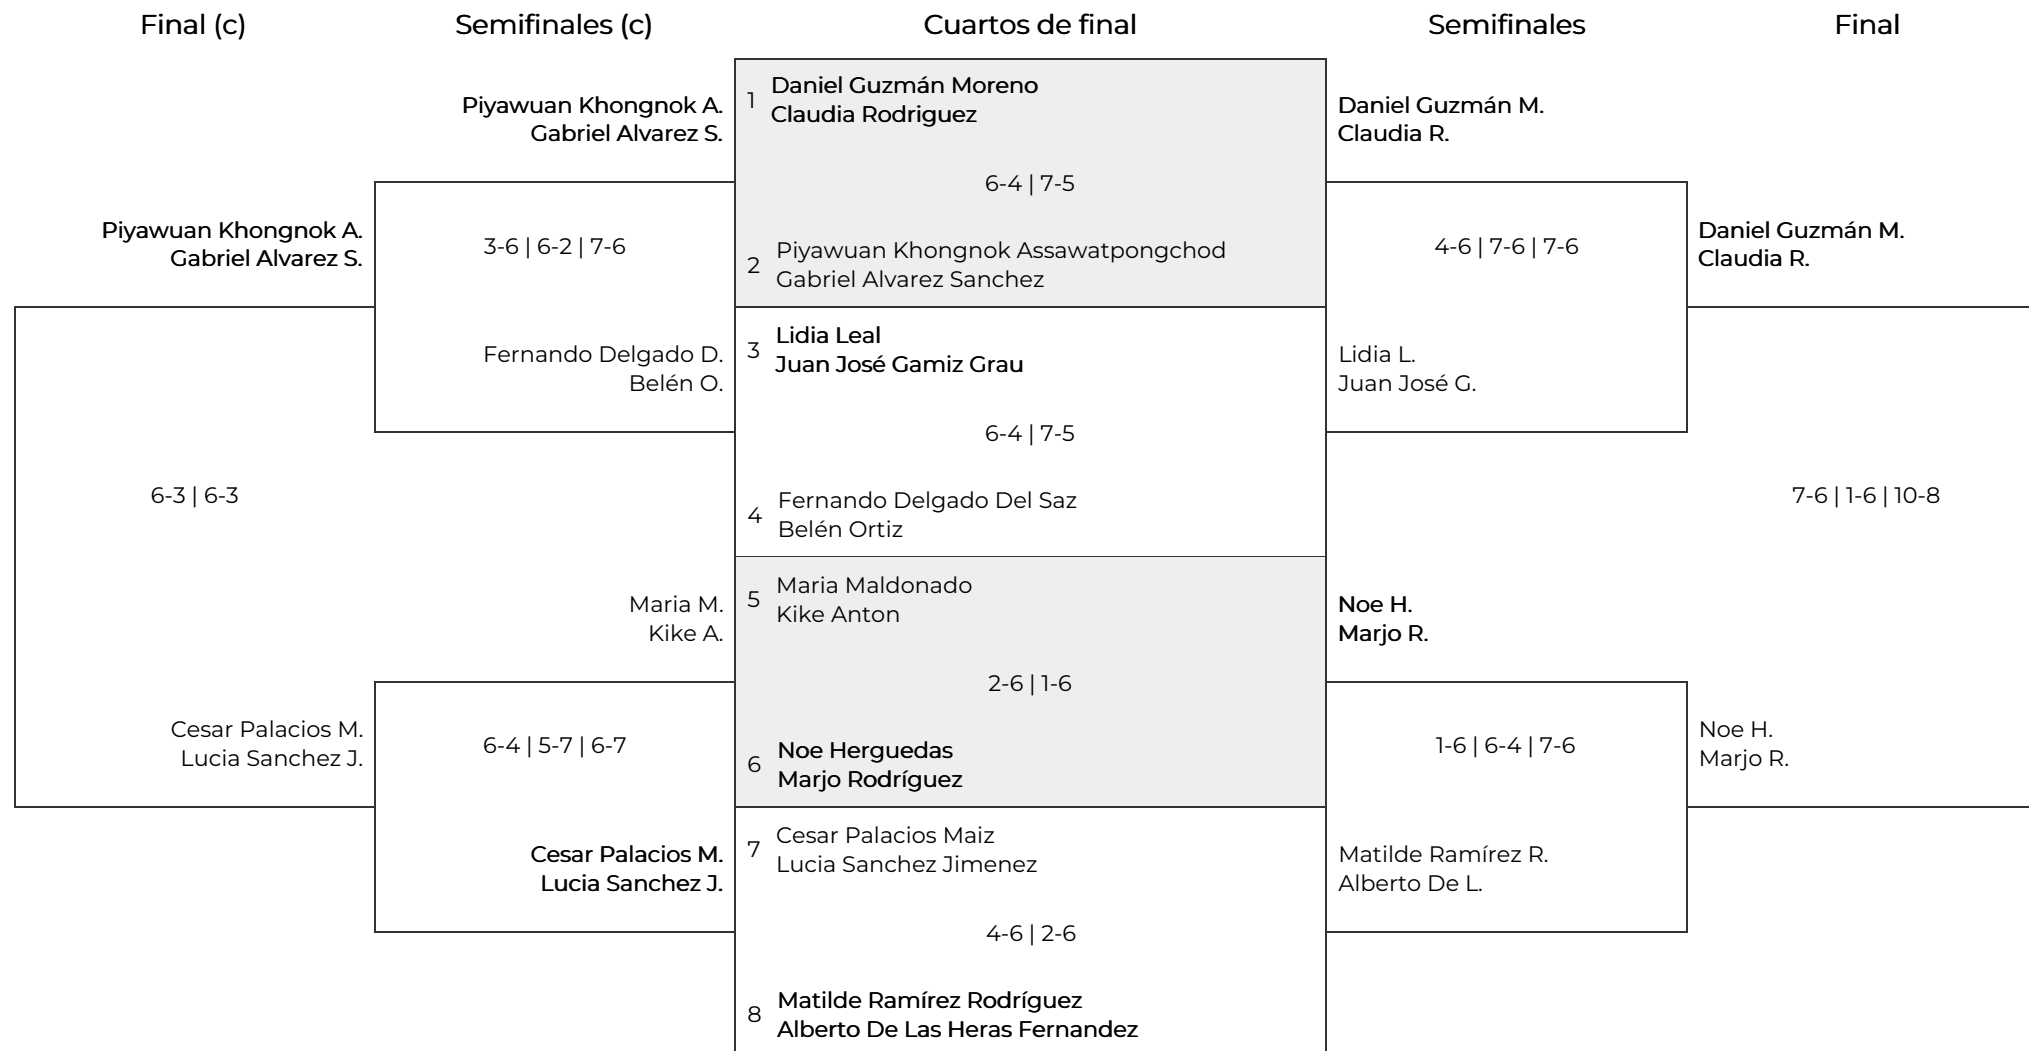 Final (c)
Semifinales (c)
Cuartos de final
Semifinales
Final
Piyawuan Khongnok A.
Gabriel Alvarez S.
3-6 | 6-2 | 7-6
Fernando Delgado D.
Belén O.
Piyawuan Khongnok A.
Gabriel Alvarez S.
6-3 | 6-3
Cesar Palacios M.
Lucia Sanchez J.
Maria M.
Kike A.
6-4 | 5-7 | 6-7
Cesar Palacios M.
Lucia Sanchez J.
1 Daniel Guzmán Moreno
Claudia Rodriguez
6-4 | 7-5
2 Piyawuan Khongnok Assawatpongchod
Gabriel Alvarez Sanchez
3 Lidia Leal
Juan José Gamiz Grau
6-4 | 7-5
4 Fernando Delgado Del Saz
Belén Ortiz
5 Maria Maldonado
Kike Anton
2-6 | 1-6
6 Noe Herguedas
Marjo Rodríguez
7 Cesar Palacios Maiz
Lucia Sanchez Jimenez
4-6 | 2-6
8 Matilde Ramírez Rodríguez
Alberto De Las Heras Fernandez
Daniel Guzmán M.
Claudia R.
4-6 | 7-6 | 7-6
Lidia L.
Juan José G.
Noe H.
Marjo R.
1-6 | 6-4 | 7-6
Matilde Ramírez R.
Alberto De L.
Daniel Guzmán M.
Claudia R.
7-6 | 1-6 | 10-8
Noe H.
Marjo R.